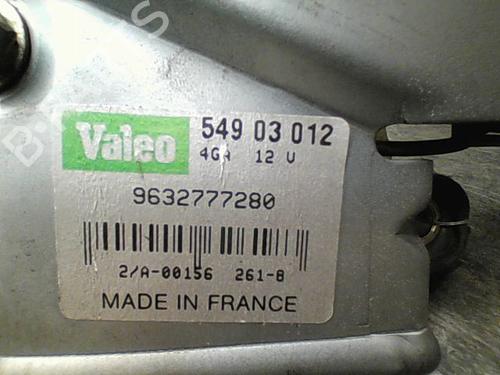 Valeo 549 03 012
4GA 12 V
9632777280
2/A-00156 261-8
MADE IN FRANCE